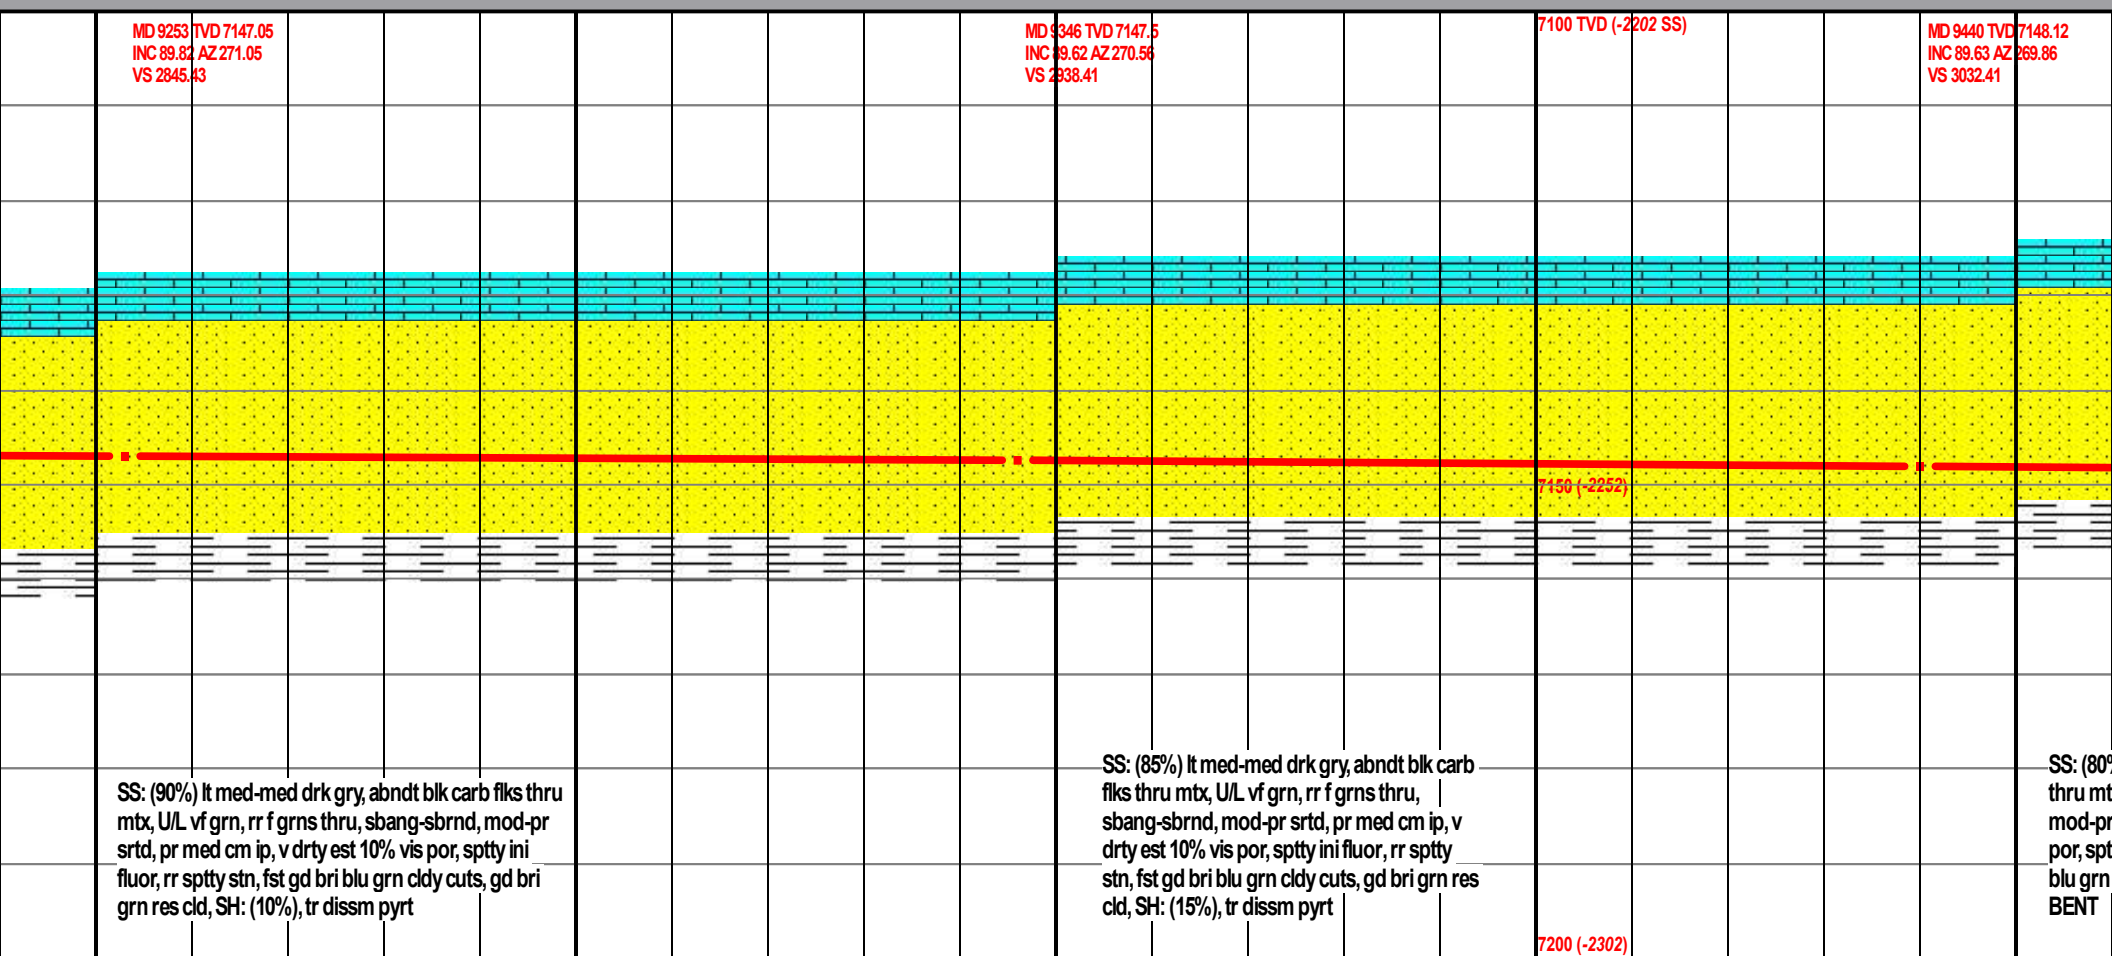 MD 9253 TVD 7147.05
INC 89.82 AZ 271.05
VS 2845.43
MD 9346 TVD 7147.5
INC 89.62 AZ 270.56
VS 2938.41
7100 TVD (-2202 SS)
MD 9440 TVD 7148.12
INC 89.63 AZ 269.86
VS 3032.41
7150 (-2252)
SS: (90%) lt med-med drk gry, abndt blk carb flks thru
mtx, U/L vf grn, rr f grns thru, sbang-sbrnd, mod-pr
srtd, pr med cm ip, v drty est 10% vis por, sptty ini
fluor, rr sptty stn, fst gd bri blu grn cldy cuts, gd bri
grn res cld, SH: (10%), tr dissm pyrt
SS: (85%) lt med-med drk gry, abndt blk carb
flks thru mtx, U/L vf grn, rr f grns thru,
sbang-sbrnd, mod-pr srtd, pr med cm ip, v
drty est 10% vis por, sptty ini fluor, rr sptty
stn, fst gd bri blu grn cldy cuts, gd bri grn res
cld, SH: (15%), tr dissm pyrt
SS: (80%
thru mt
mod-pr
por, spt
blu grn
BENT
7200 (-2302)